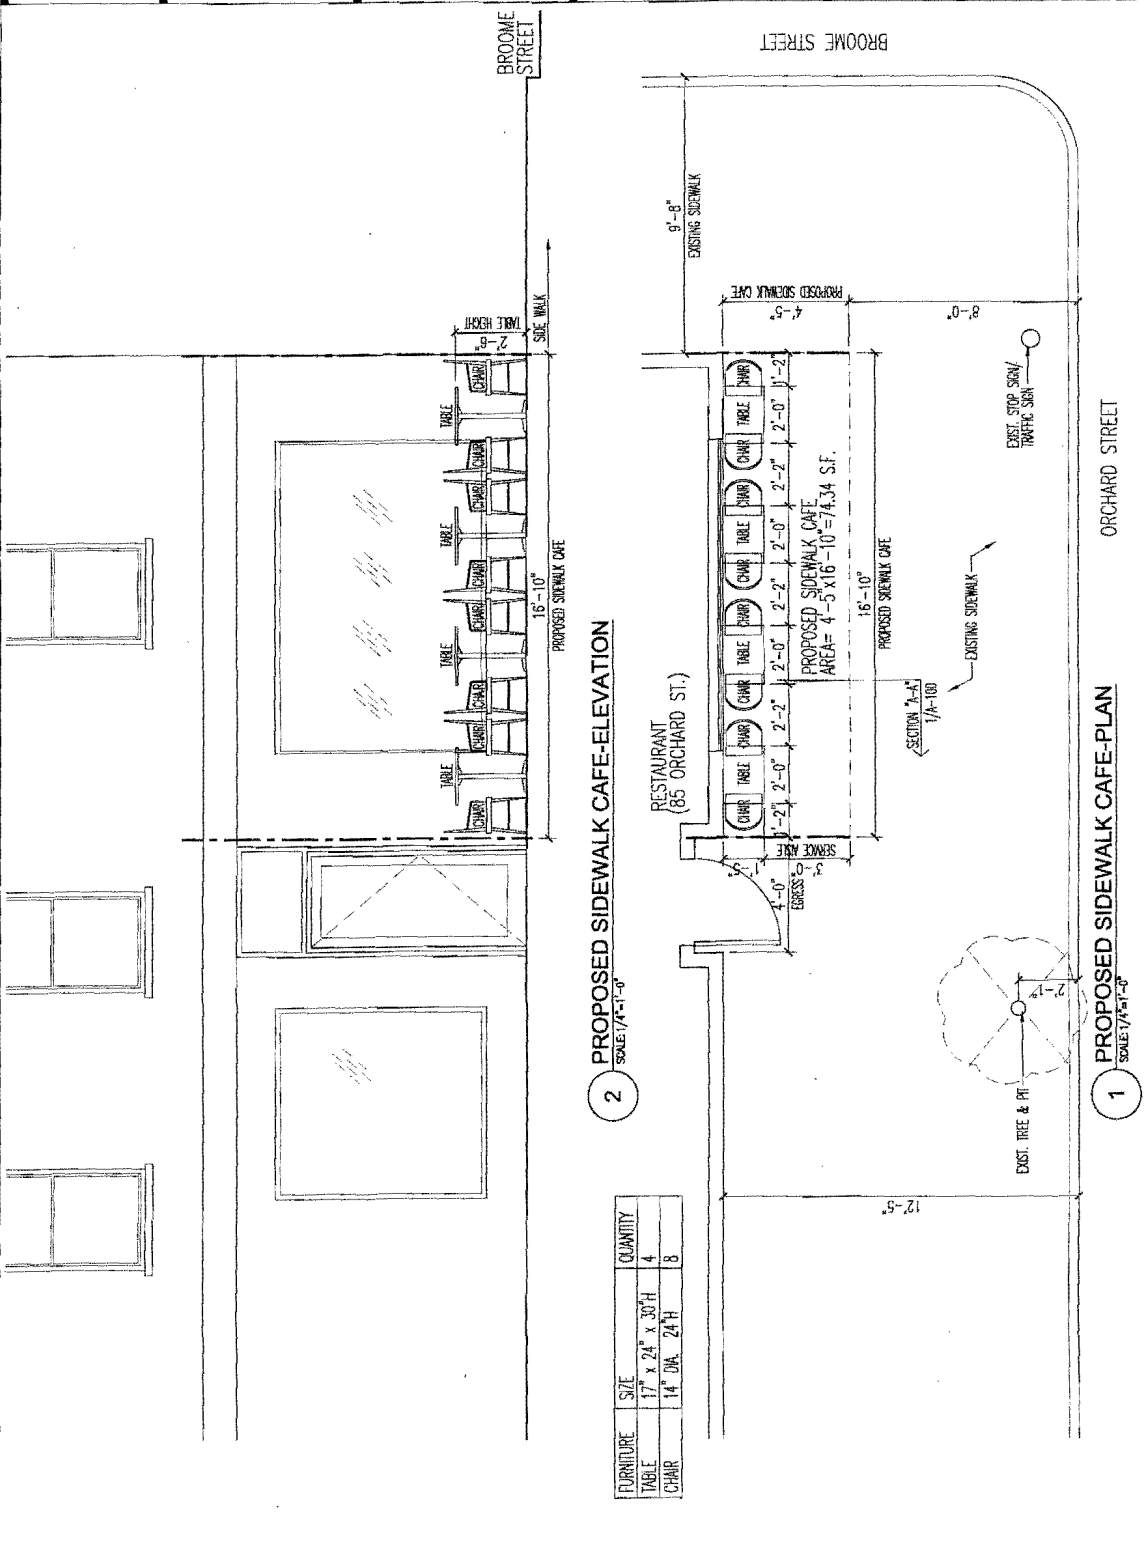 BROOME
STREET
TABLE HEIGHT
2'-6"
SIDE WALK
TABLE
TABLE
TABLE
TABLE
CHAIR
CHAIR
CHAIR
CHAIR
CHAIR
CHAIR
CHAIR
CHAIR
16'-10"
PROPOSED SIDEWALK CAFE
2
PROPOSED SIDEWALK CAFE-ELEVATION
SCALE:1/4"=1'-0"
FURNITURE SIZE QUANTITY
TABLE 17" x 24" x 30"H 4
CHAIR 14" DIA. 24"H 8
BROOME STREET
9'-8"
EXISTING SIDEWALK
RESTAURANT
(85 ORCHARD ST.)
PROPOSED SIDEWALK CAFE
4'-5"
8'-0"
CHAIR TABLE CHAIR CHAIR TABLE CHAIR CHAIR TABLE CHAIR CHAIR TABLE CHAIR
1'-2" 2'-0" 2'-2" 2'-0" 2'-2" 2'-0" 2'-2" 2'-0" 1'-2"
PROPOSED SIDEWALK CAFE
AREA= 4'-5"x16'-10"=74.34 S.F.
SERVICE AISLE
3'-0"
1'-5"
4'-0"
EGRESS
16'-10"
PROPOSED SIDEWALK CAFE
SECTION "A-A"
1/A-100
EXISTING SIDEWALK
EXIST. STOP SIGN/
TRAFFIC SIGN
EXIST. TREE & PIT
2'-1"
12'-5"
ORCHARD STREET
1
PROPOSED SIDEWALK CAFE-PLAN
SCALE:1/4"=1'-0"